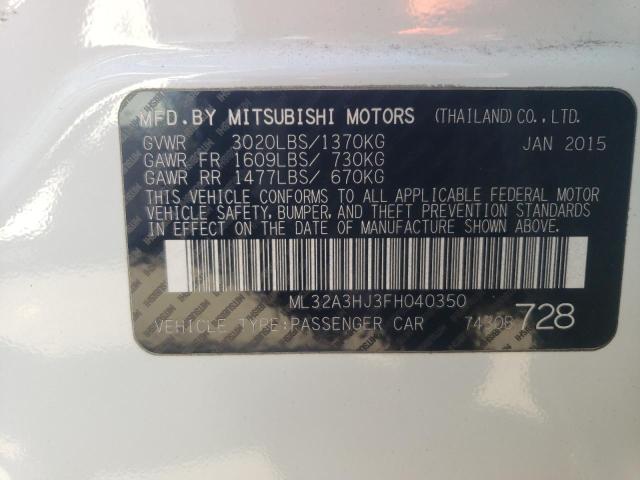 MFD.BY MITSUBISHI MOTORS (THAILAND)CO.,LTD.
GVWR 3020LBS/1370KG JAN 2015
GAWR FR 1609LBS/ 730KG
GAWR RR 1477LBS/ 670KG
THIS VEHICLE CONFORMS TO ALL APPLICABLE FEDERAL MOTOR
VEHICLE SAFETY, BUMPER, AND THEFT PREVENTION STANDARDS
IN EFFECT ON THE DATE OF MANUFACTURE SHOWN ABOVE.
ML32A3HJ3FH040350
VEHICLE TYPE:PASSENGER CAR 728